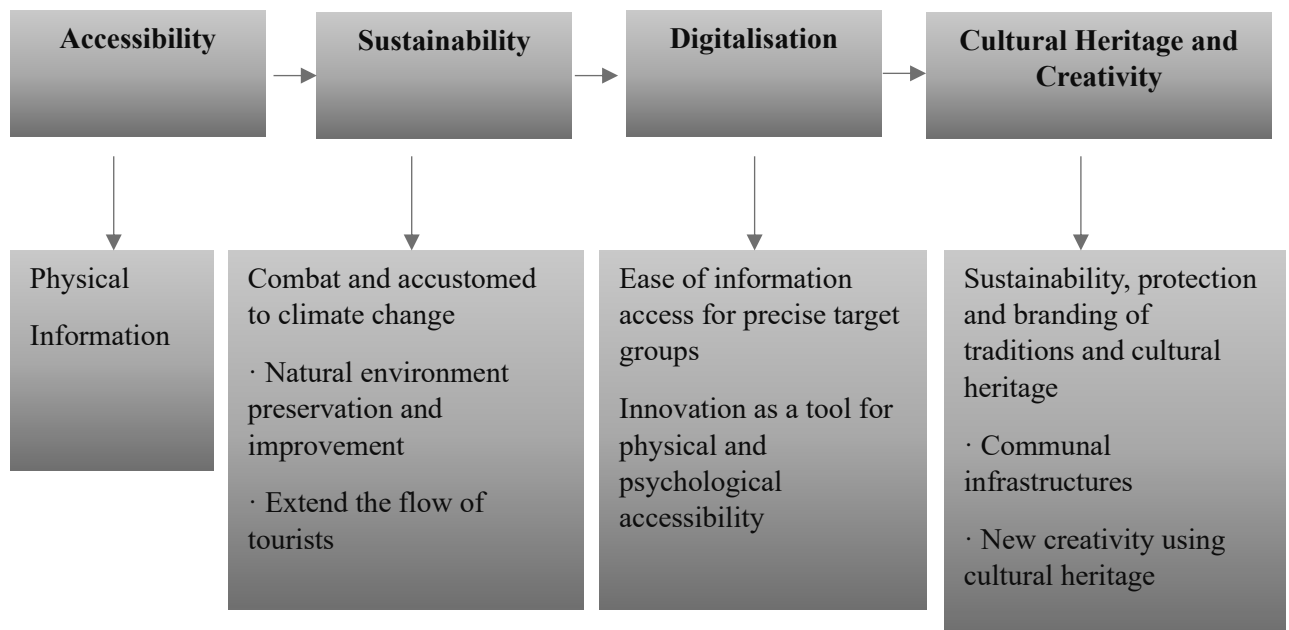 Accessibility
Sustainability
Digitalisation
Cultural Heritage and
Creativity
Physical
Information
Combat and accustomed
to climate change
· Natural environment
preservation and
improvement
· Extend the flow of
tourists
Ease of information
access for precise target
groups
Innovation as a tool for
physical and
psychological
accessibility
Sustainability, protection
and branding of
traditions and cultural
heritage
· Communal
infrastructures
· New creativity using
cultural heritage